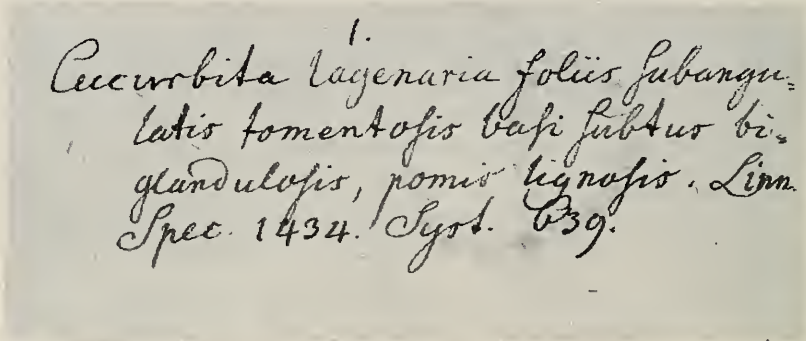 1.
Cucurbita lagenaria foliis subangu-
latis tomentosis basi subtus bi-
glandulosis, pomis lignosis. Linn.
Spec. 1434. Syst. 639.